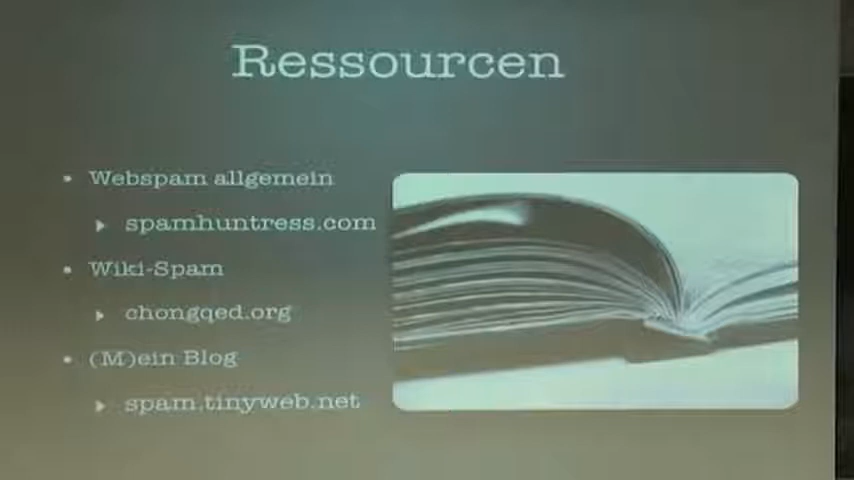 Ressourcen
Webspam allgemein
spamhuntress.com
Wiki-Spam
chongqed.org
(M)ein Blog
spam.tinyweb.net